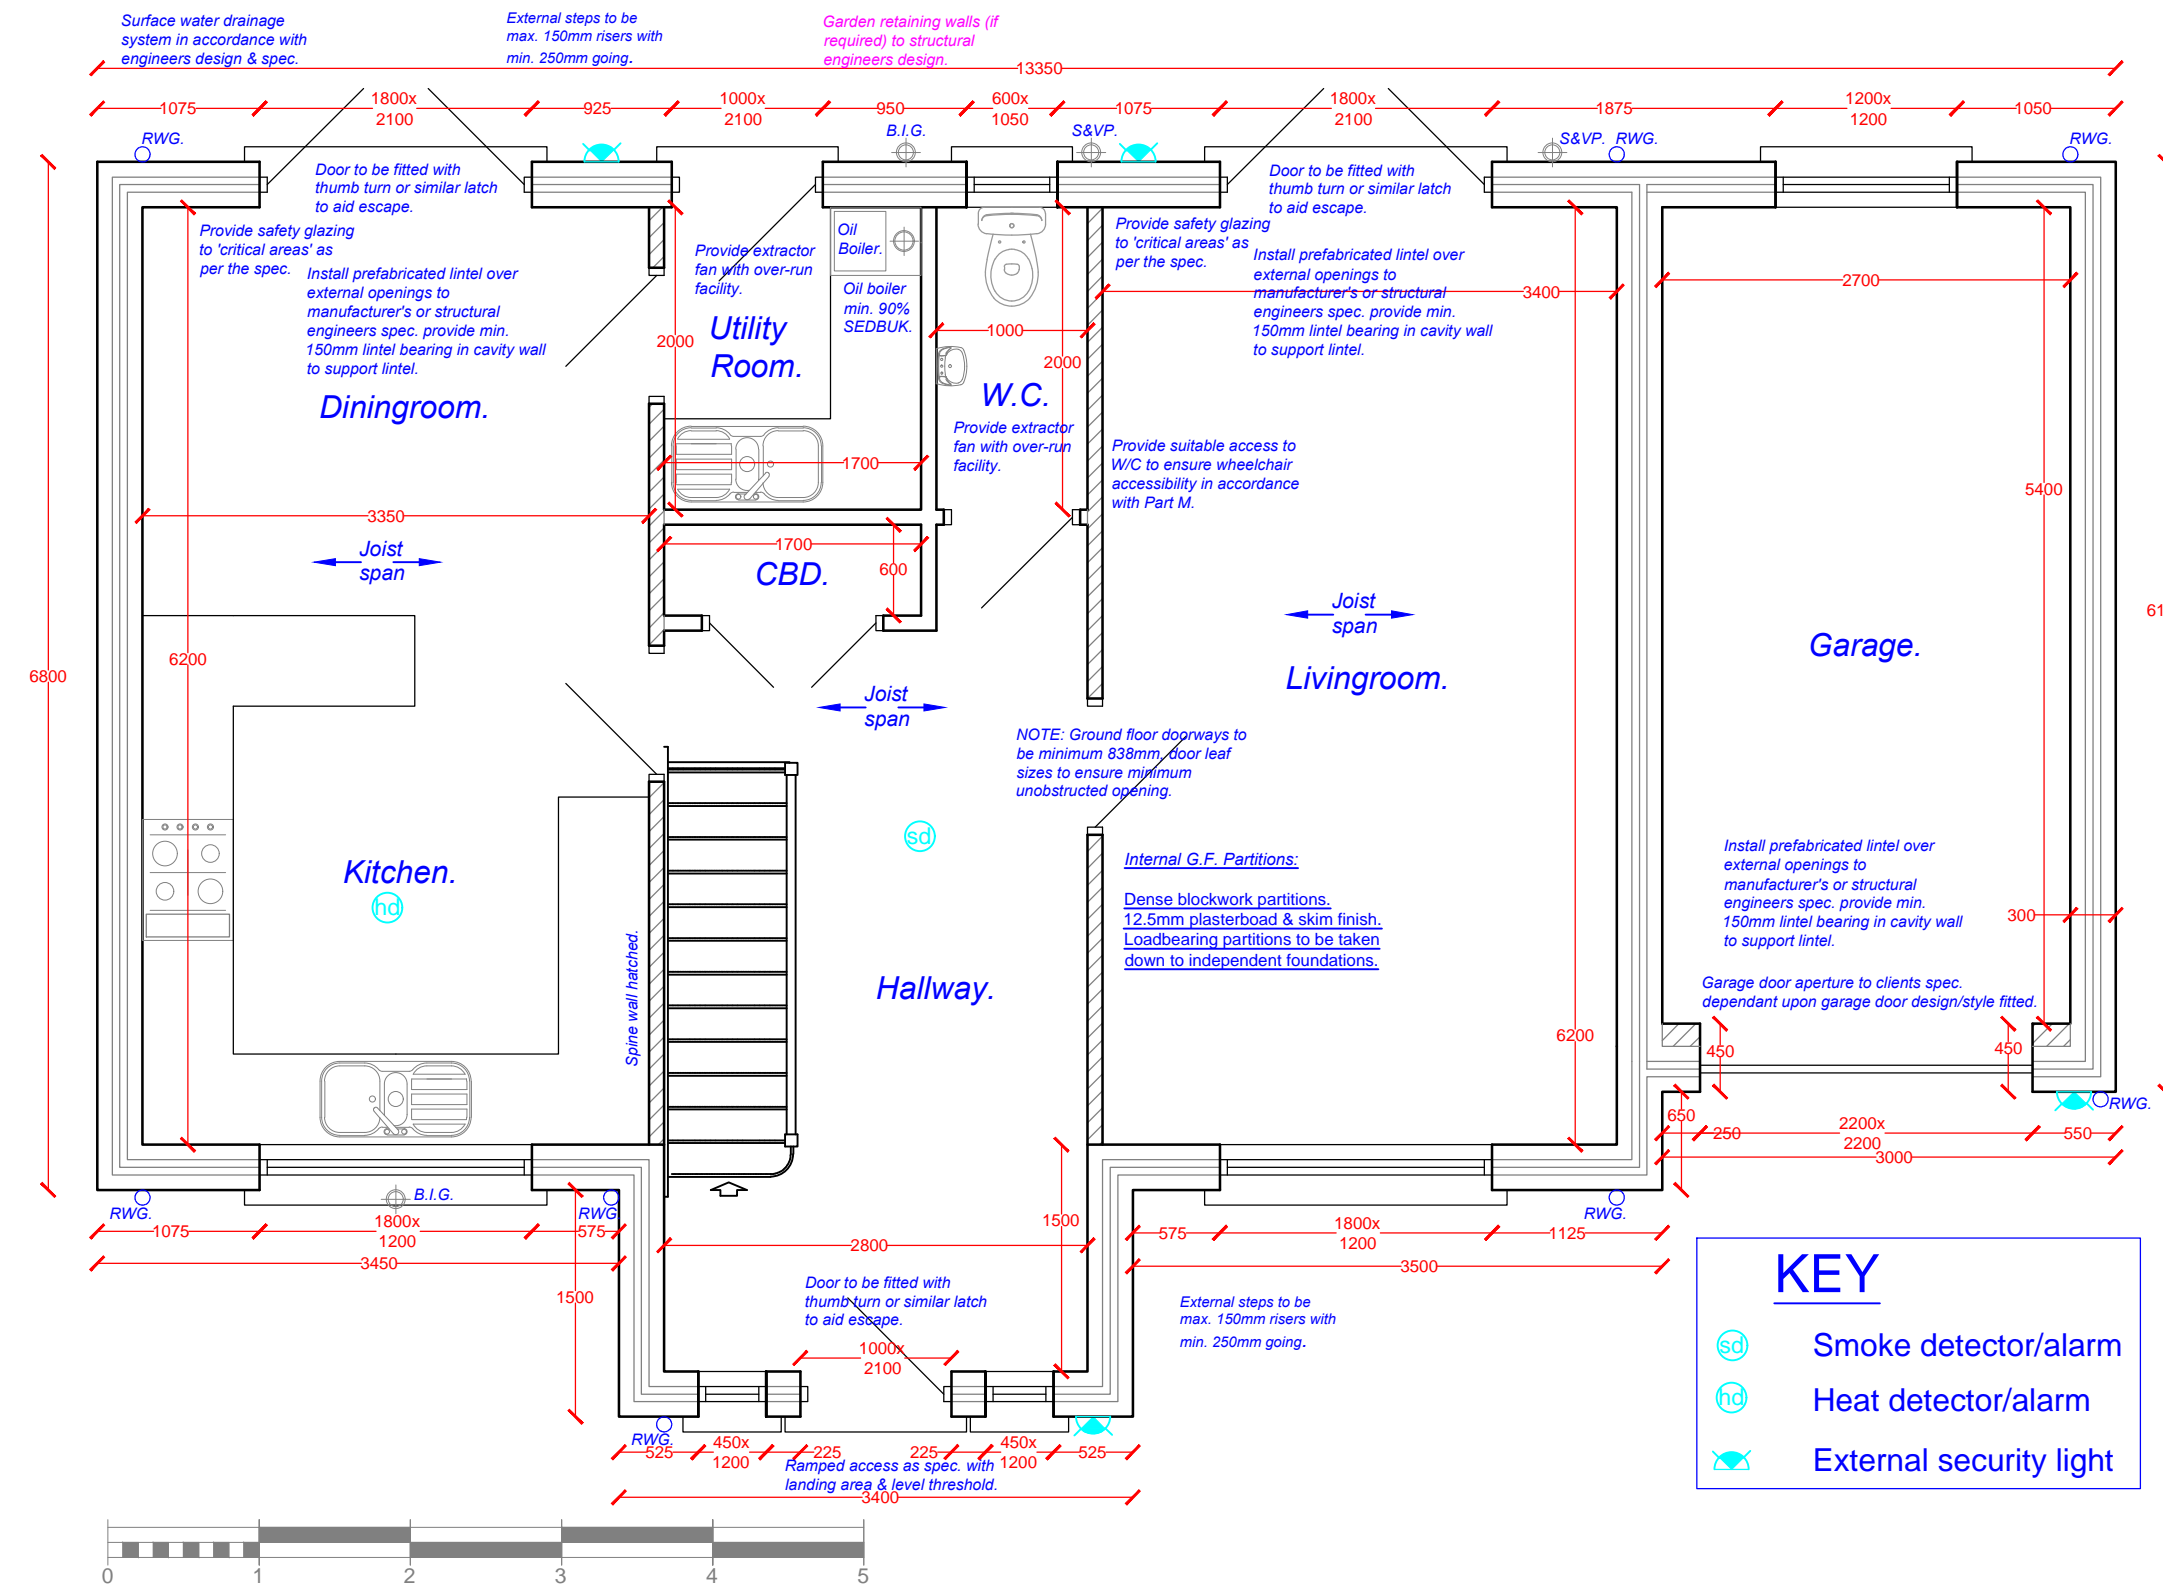 Surface water drainage
system in accordance with
engineers design & spec.
External steps to be
max. 150mm risers with
min. 250mm going.
Garden retaining walls (if
required) to structural
engineers design.
13350
1075
1800x
2100
925
1000x
2100
950
600x
1050
1075
1800x
2100
1875
1200x
1200
1050
RWG.
B.I.G.
S&VP.
S&VP.
RWG.
RWG.
Door to be fitted with
thumb turn or similar latch
to aid escape.
Provide safety glazing
to 'critical areas' as
per the spec.
Install prefabricated lintel over
external openings to
manufacturer's or structural
engineers spec. provide min.
150mm lintel bearing in cavity wall
to support lintel.
Diningroom.
Provide extractor
fan with over-run
facility.
Oil
Boiler.
Oil boiler
min. 90%
SEDBUK.
Utility
Room.
2000
1000
2000
W.C.
Provide extractor
fan with over-run
facility.
Door to be fitted with
thumb turn or similar latch
to aid escape.
Provide safety glazing
to 'critical areas' as
per the spec.
Install prefabricated lintel over
external openings to
manufacturer's or structural
engineers spec. provide min.
150mm lintel bearing in cavity wall
to support lintel.
3400
2700
Provide suitable access to
W/C to ensure wheelchair
accessibility in accordance
with Part M.
1700
5400
3350
Joist
span
1700
CBD.
600
Joist
span
61
Garage.
6800
6200
Livingroom.
Joist
span
NOTE: Ground floor doorways to
be minimum 838mm, door leaf
sizes to ensure minimum
unobstructed opening.
sd
Kitchen.
hd
Internal G.F. Partitions:
Dense blockwork partitions.
12.5mm plasterboad & skim finish.
Loadbearing partitions to be taken
down to independent foundations.
Install prefabricated lintel over
external openings to
manufacturer's or structural
engineers spec. provide min.
150mm lintel bearing in cavity wall
to support lintel.
300
Spine wall hatched.
Hallway.
Garage door aperture to clients spec.
dependant upon garage door design/style fitted.
6200
450
450
RWG.
650
250
2200x
2200
550
3000
RWG.
B.I.G.
RWG
RWG.
1075
1800x
1200
575
3450
1500
1500
2800
575
1800x
1200
1125
3500
Door to be fitted with
thumb turn or similar latch
to aid escape.
1000x
2100
External steps to be
max. 150mm risers with
min. 250mm going.
RWG.
525
450x
1200
225
225
450x
1200
525
Ramped access as spec. with
landing area & level threshold.
3400
KEY
sd Smoke detector/alarm
hd Heat detector/alarm
External security light
0 1 2 3 4 5